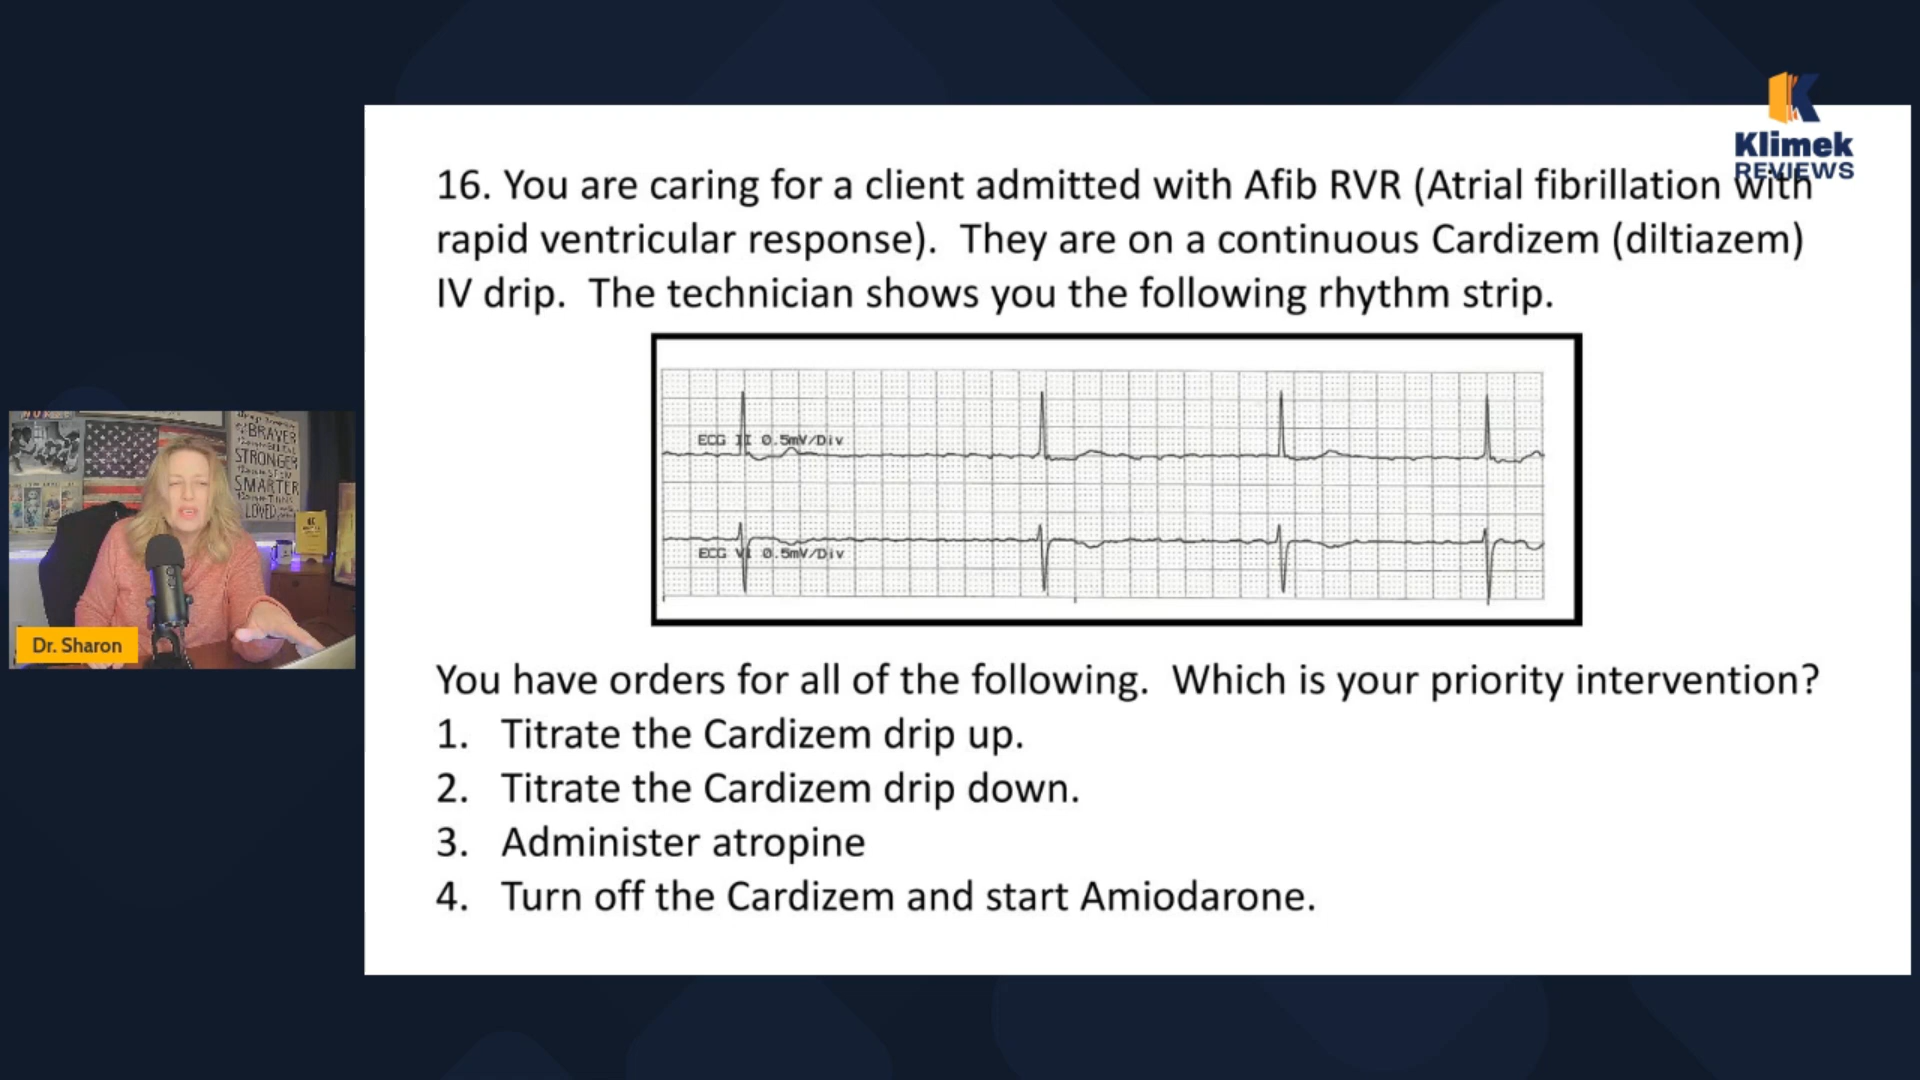 Klimek
REVIEWS
16. You are caring for a client admitted with Afib RVR (Atrial fibrillation with
rapid ventricular response).  They are on a continuous Cardizem (diltiazem)
IV drip.  The technician shows you the following rhythm strip.
ECG II 0.5mV/Div
ECG V1 0.5mV/Div
BRAVER
STRONGER
SMARTER
LOVED
Dr. Sharon
You have orders for all of the following.  Which is your priority intervention?
1. Titrate the Cardizem drip up.
2. Titrate the Cardizem drip down.
3. Administer atropine
4. Turn off the Cardizem and start Amiodarone.